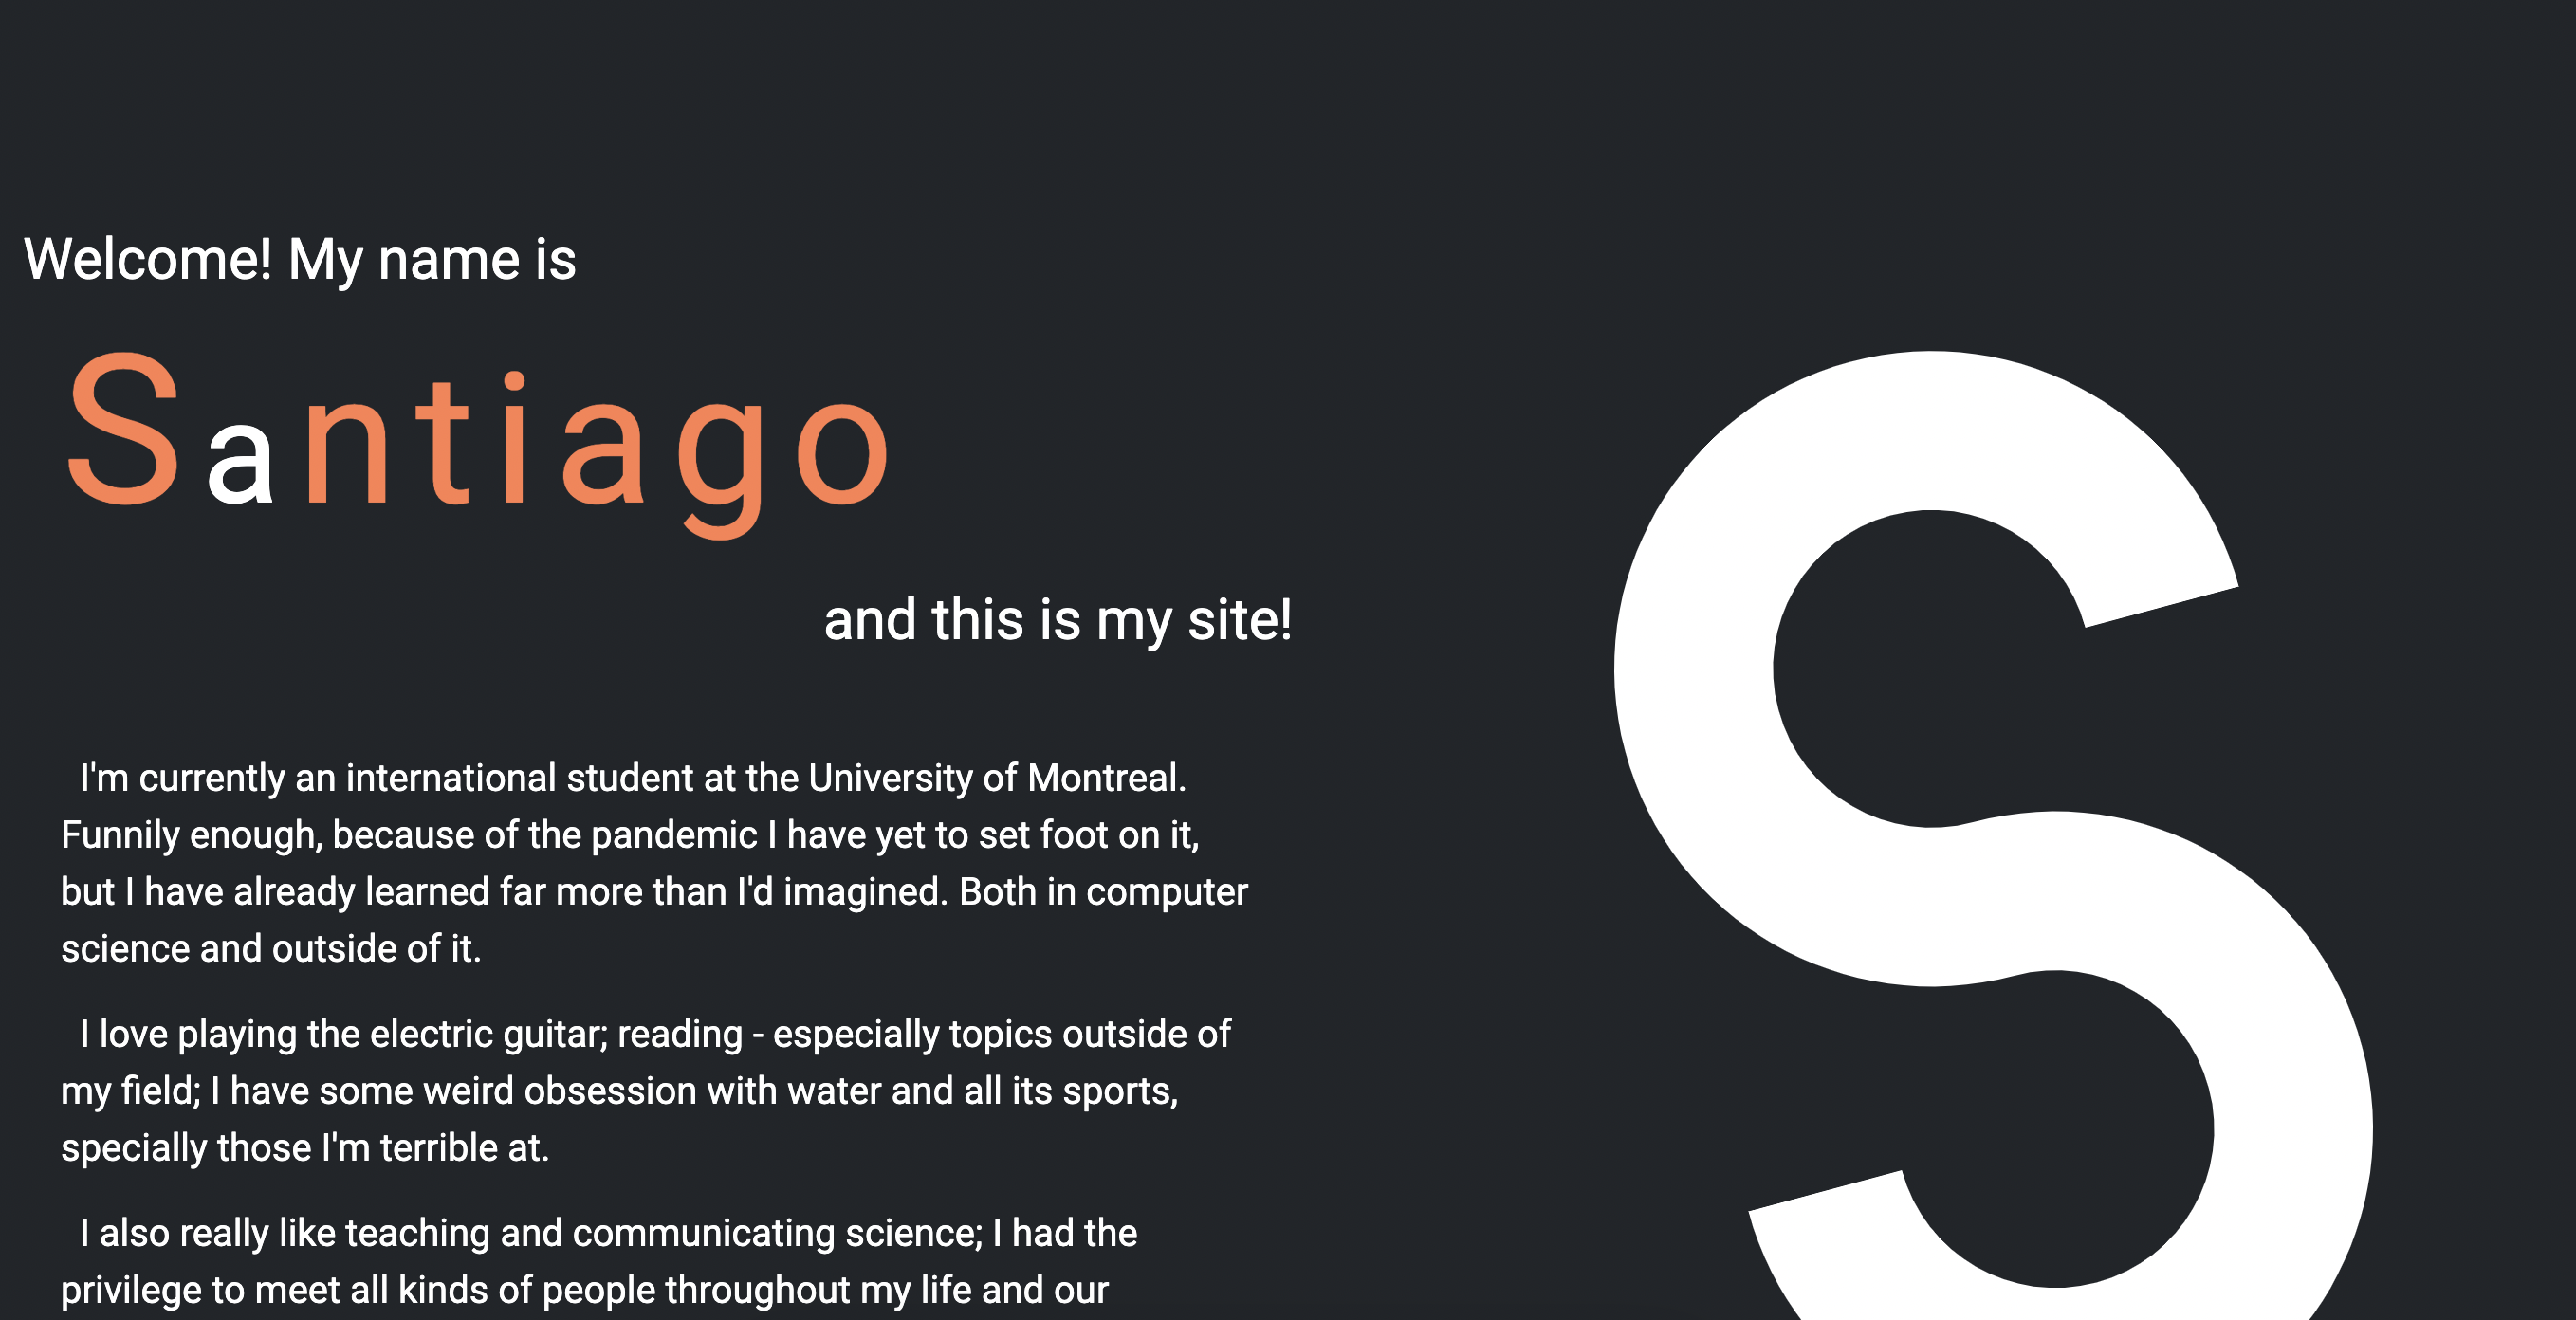 Welcome! My name is
Santiago
and this is my site!
I'm currently an international student at the University of Montreal.
Funnily enough, because of the pandemic I have yet to set foot on it,
but I have already learned far more than I'd imagined. Both in computer
science and outside of it.
I love playing the electric guitar; reading - especially topics outside of
my field; I have some weird obsession with water and all its sports,
specially those I'm terrible at.
I also really like teaching and communicating science; I had the
privilege to meet all kinds of people throughout my life and our
S